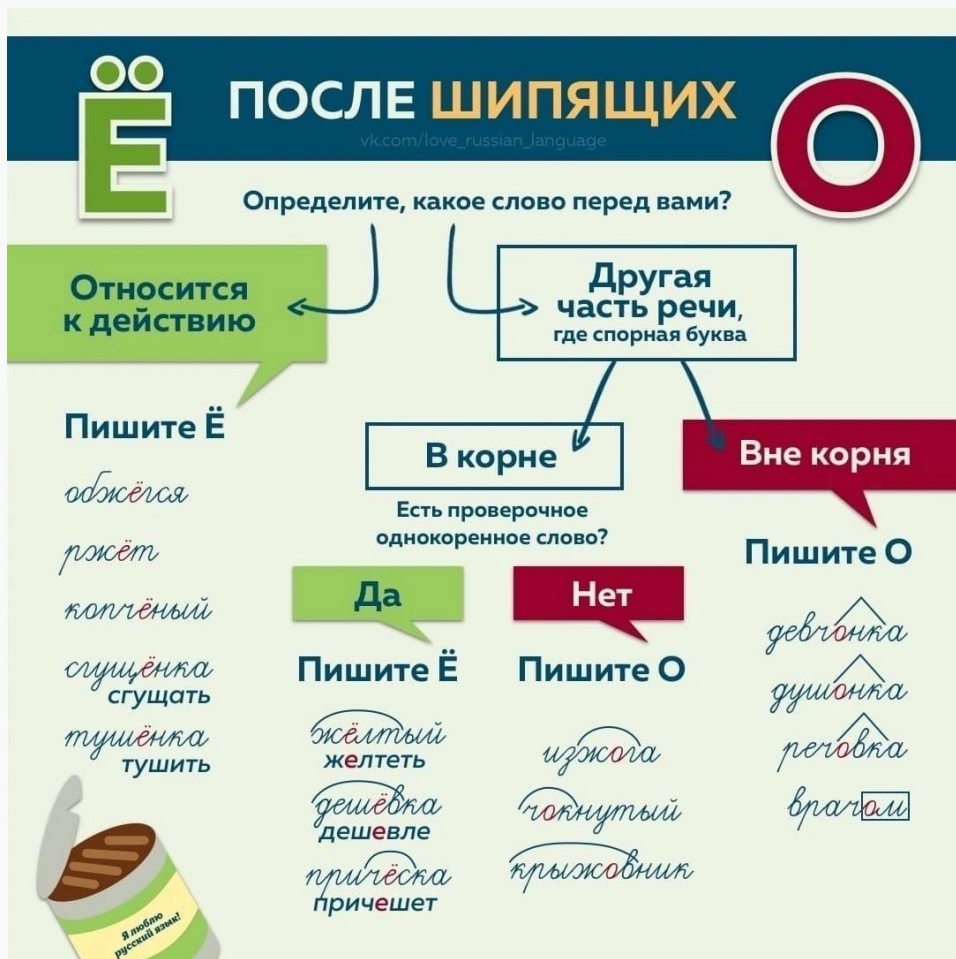 Ё
ПОСЛЕ ШИПЯЩИХ
О
vk.com/love_russian_language
Определите, какое слово перед вами?
Относится
к действию
Другая
часть речи,
где спорная буква
Пишите Ё
обжёгся
ржёт
копчёный
сгущёнка
сгущать
тушёнка
тушить
В корне
Есть проверочное
однокоренное слово?
Да
Пишите Ё
жёлтый
желтеть
дешёвка
дешевле
причёска
причешет
Нет
Пишите О
изжога
чокнутый
крыжовник
Вне корня
Пишите О
девчонка
душонка
речовка
врачом
Я люблю
русский язык!